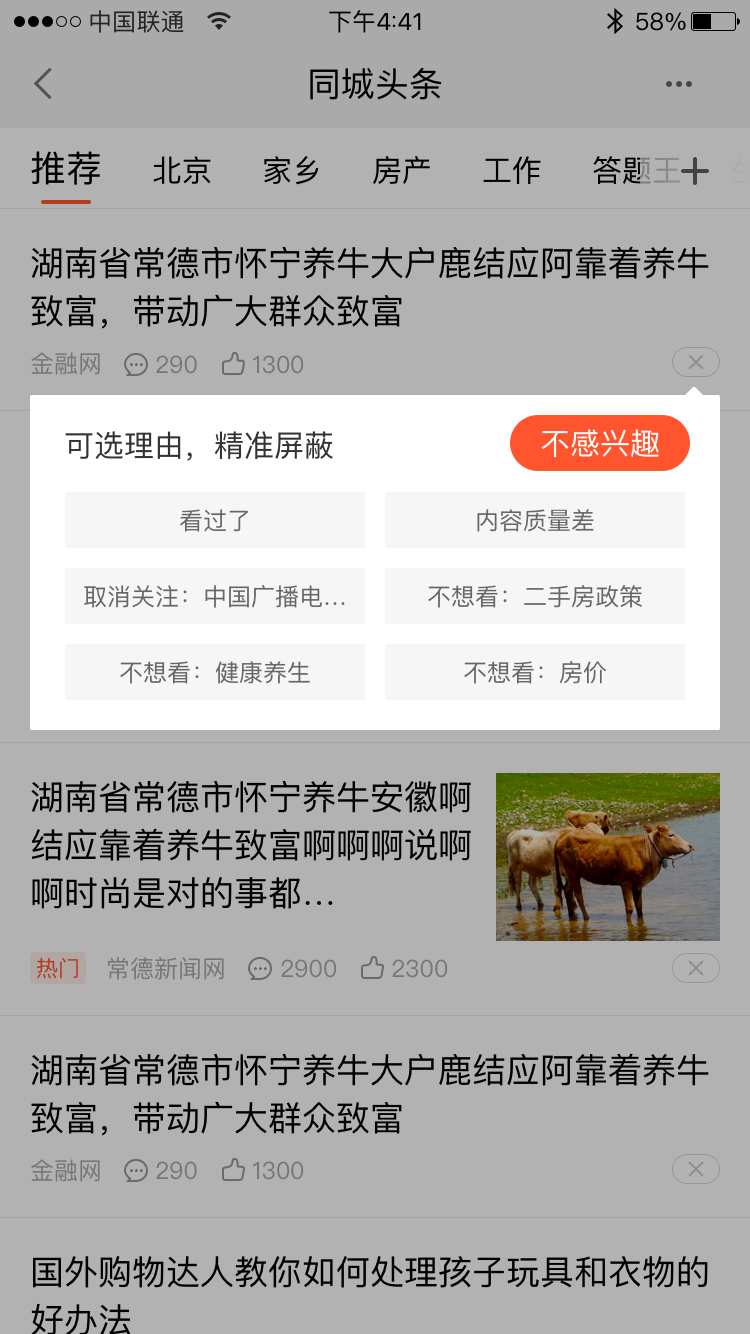 中国联通 下午4:41 58%
同城头条
推荐 北京 家乡 房产 工作 答题王
湖南省常德市怀宁养牛大户鹿结应阿靠着养牛
致富，带动广大群众致富
金融网 290 1300
可选理由，精准屏蔽 不感兴趣
看过了 内容质量差
取消关注：中国广播电... 不想看：二手房政策
不想看：健康养生 不想看：房价
湖南省常德市怀宁养牛安徽啊
结应靠着养牛致富啊啊啊说啊
啊时尚是对的事都...
热门 常德新闻网 2900 2300
湖南省常德市怀宁养牛大户鹿结应阿靠着养牛
致富，带动广大群众致富
金融网 290 1300
国外购物达人教你如何处理孩子玩具和衣物的
好办法